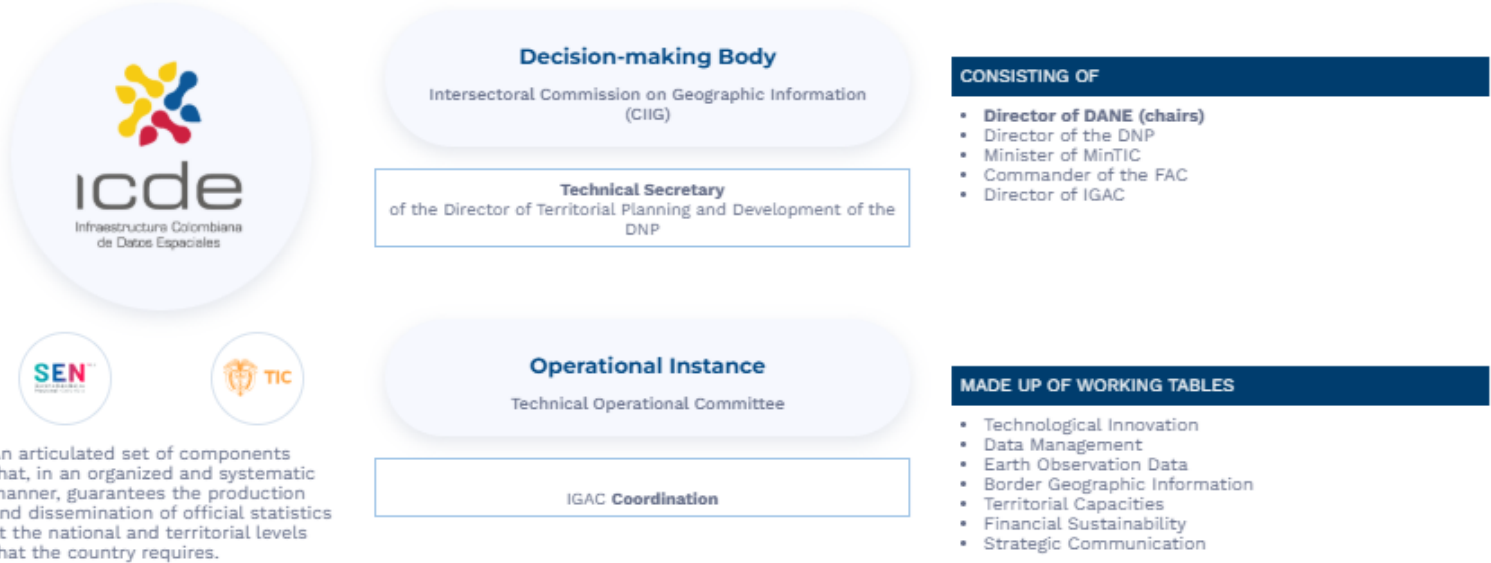 icde
Infraestructura Colombiana
de Datos Espaciales
SEN
TIC
n articulated set of components
hat, in an organized and systematic
nanner, guarantees the production
nd dissemination of official statistics
t the national and territorial levels
hat the country requires.
Decision-making Body
Intersectoral Commission on Geographic Information
(CIIG)
Technical Secretary
of the Director of Territorial Planning and Development of the
DNP
Operational Instance
Technical Operational Committee
IGAC Coordination
CONSISTING OF
• Director of DANE (chairs)
• Director of the DNP
• Minister of MinTIC
• Commander of the FAC
• Director of IGAC
MADE UP OF WORKING TABLES
• Technological Innovation
• Data Management
• Earth Observation Data
• Border Geographic Information
• Territorial Capacities
• Financial Sustainability
• Strategic Communication